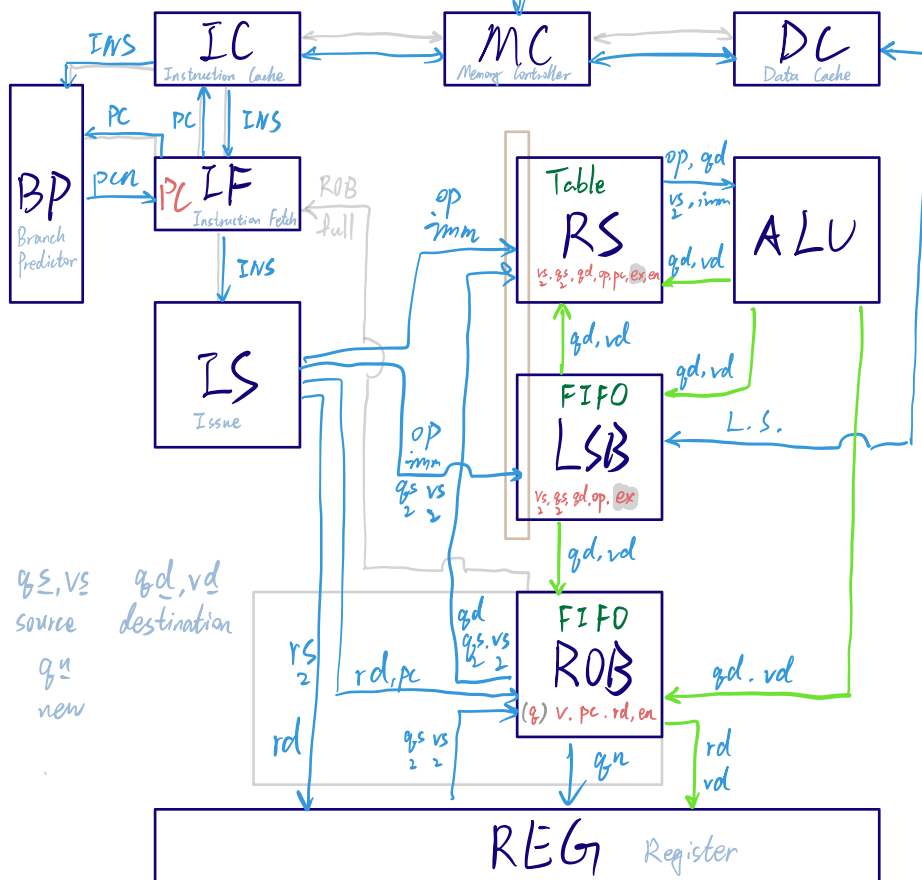 IC
Instruction Cache
MC
Memory Controller
DC
Data Cache
INS
PC
PC
INS
BP
Branch
Predictor
pcn
PC IF
Instruction Fetch
ROB
full
INS
IS
Issue
op
imm
Table
RS
vs, qs, qd, op, pc, ex, en
2 2
op, qd
vs, imm
2
ALU
qd, vd
qd, vd
qd, vd
FIFO
LSB
vs, qs, qd, op, ex
2 2
L.S.
op
imm
qs vs
2 2
qd, vd
qs, vs
source
qd, vd
destination
qn
new
rs
2
rd
rd, pc
qd
qs, vs
2 2
FIFO
ROB
(q) v. pc. rd, en
qd. vd
qs vs
2 2
qn
rd
vd
REG Register